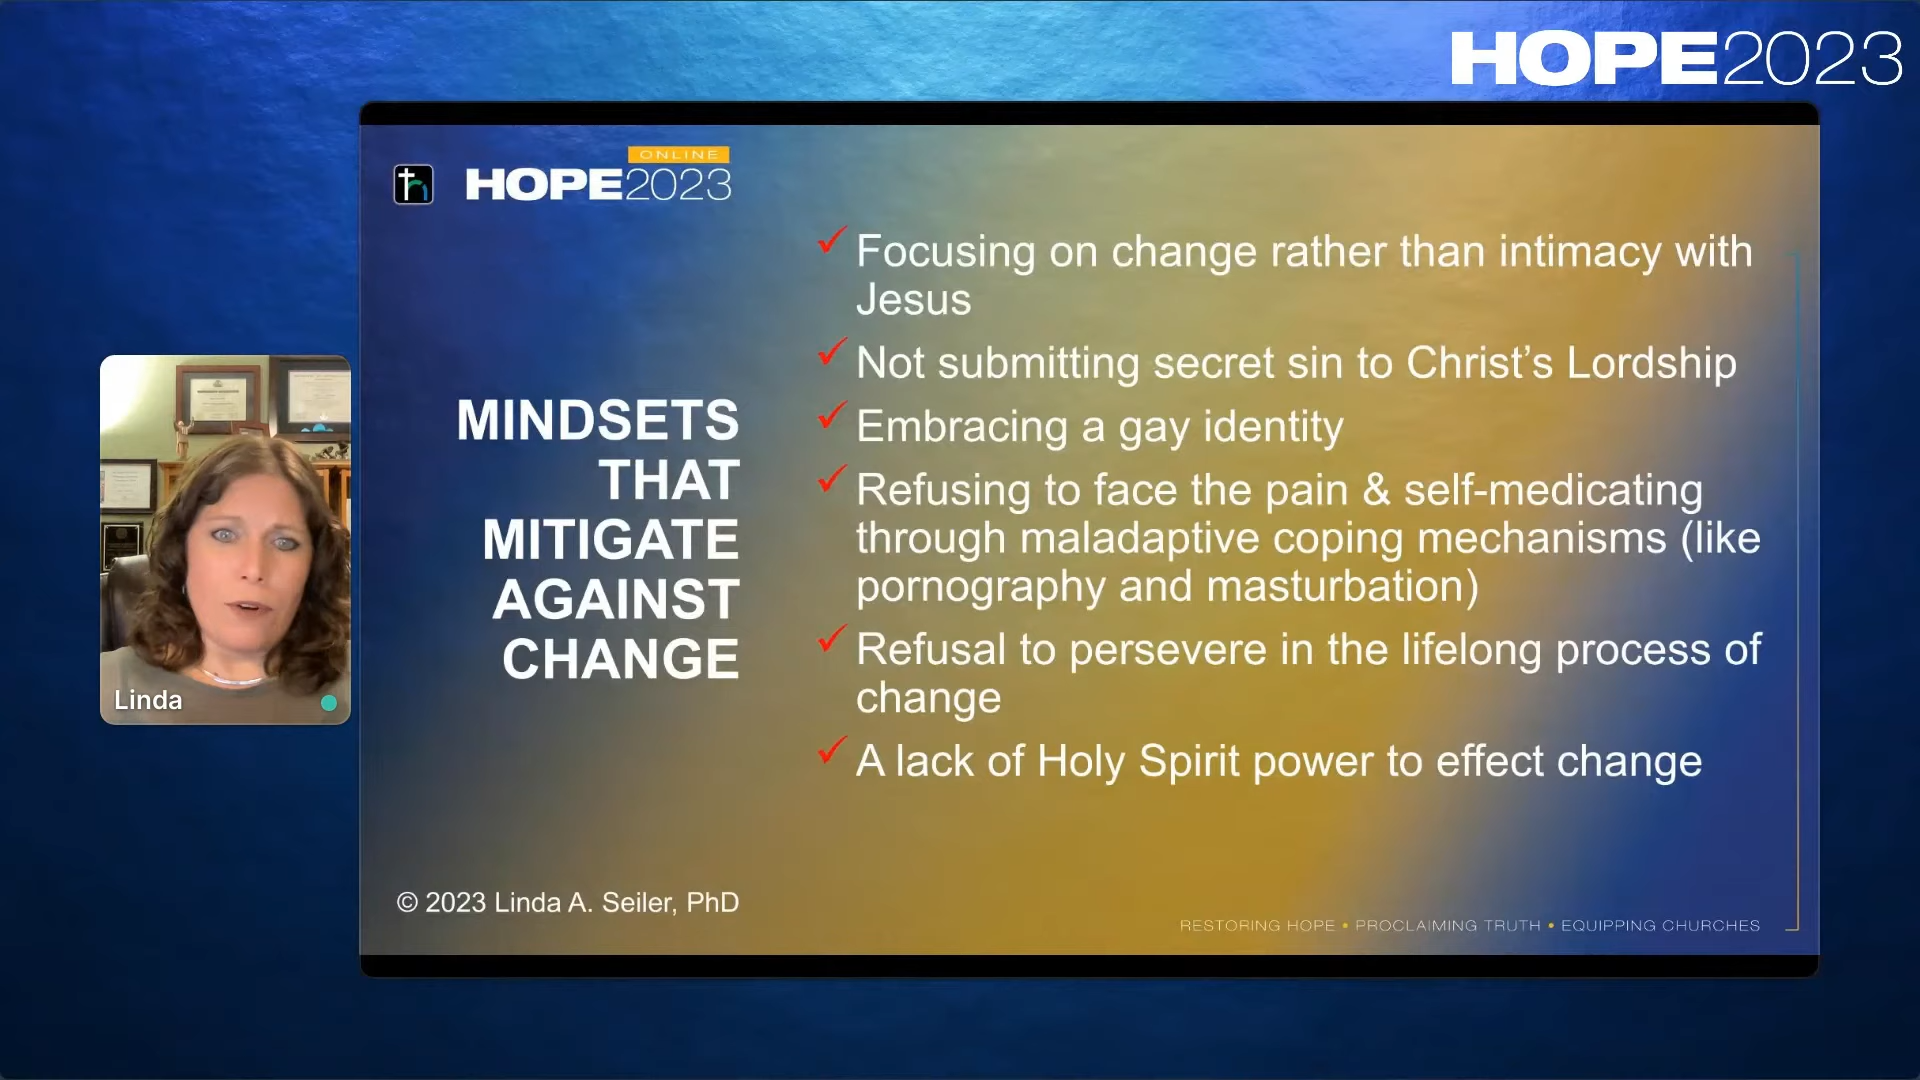 HOPE2023
ONLINE
HOPE2023
MINDSETS
THAT
MITIGATE
AGAINST
CHANGE
✓ Focusing on change rather than intimacy with
Jesus
✓ Not submitting secret sin to Christ’s Lordship
✓ Embracing a gay identity
✓ Refusing to face the pain & self-medicating
through maladaptive coping mechanisms (like
pornography and masturbation)
✓ Refusal to persevere in the lifelong process of
change
✓ A lack of Holy Spirit power to effect change
Linda
© 2023 Linda A. Seiler, PhD
RESTORING HOPE • PROCLAIMING TRUTH • EQUIPPING CHURCHES